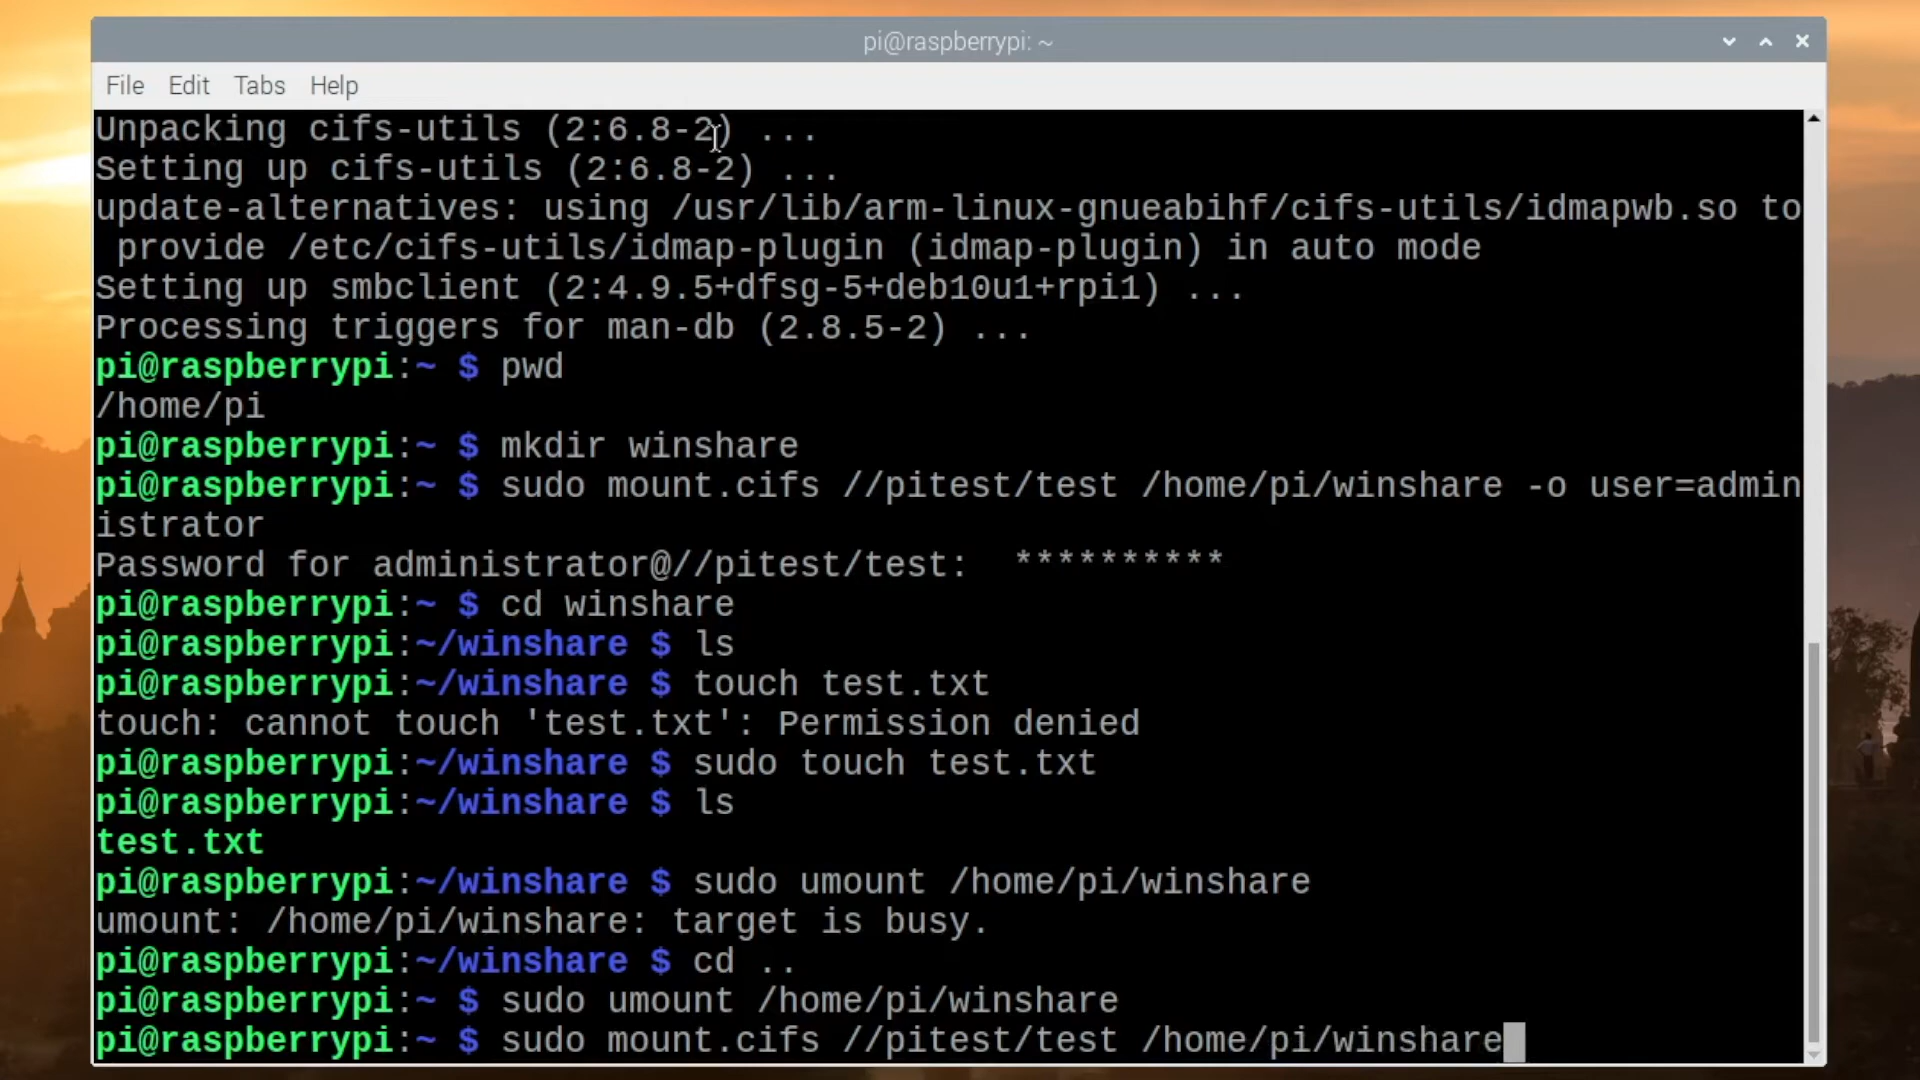 pi@raspberrypi: ~
File Edit Tabs Help
Unpacking cifs-utils (2:6.8-2) ...
Setting up cifs-utils (2:6.8-2) ...
update-alternatives: using /usr/lib/arm-linux-gnueabihf/cifs-utils/idmapwb.so to
 provide /etc/cifs-utils/idmap-plugin (idmap-plugin) in auto mode
Setting up smbclient (2:4.9.5+dfsg-5+deb10u1+rpi1) ...
Processing triggers for man-db (2.8.5-2) ...
pi@raspberrypi:~ $ pwd
/home/pi
pi@raspberrypi:~ $ mkdir winshare
pi@raspberrypi:~ $ sudo mount.cifs //pitest/test /home/pi/winshare -o user=admin
istrator
Password for administrator@//pitest/test:  **********
pi@raspberrypi:~ $ cd winshare
pi@raspberrypi:~/winshare $ ls
pi@raspberrypi:~/winshare $ touch test.txt
touch: cannot touch 'test.txt': Permission denied
pi@raspberrypi:~/winshare $ sudo touch test.txt
pi@raspberrypi:~/winshare $ ls
test.txt
pi@raspberrypi:~/winshare $ sudo umount /home/pi/winshare
umount: /home/pi/winshare: target is busy.
pi@raspberrypi:~/winshare $ cd ..
pi@raspberrypi:~ $ sudo umount /home/pi/winshare
pi@raspberrypi:~ $ sudo mount.cifs //pitest/test /home/pi/winshare